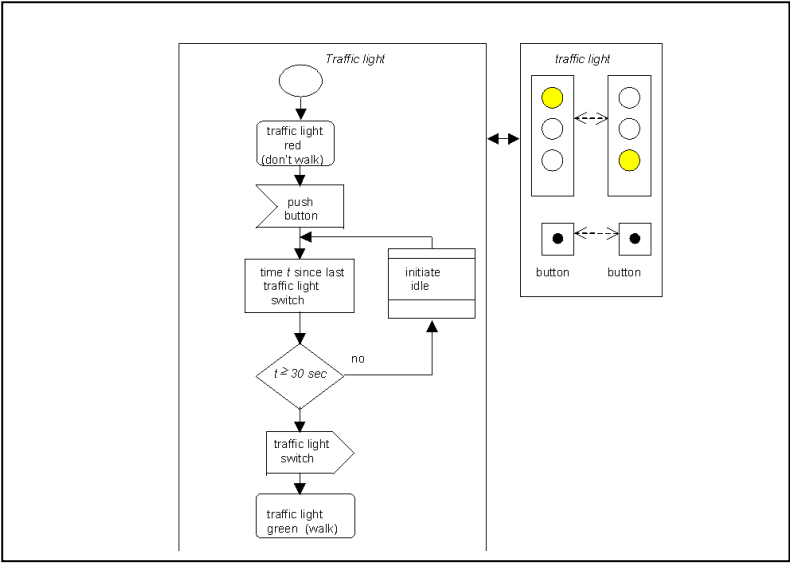 Traffic light
traffic light
red
(don't walk)
push
button
time t since last
traffic light
switch
initiate
idle
t ≥ 30 sec
no
traffic light
switch
traffic light
green (walk)
traffic light
button
button